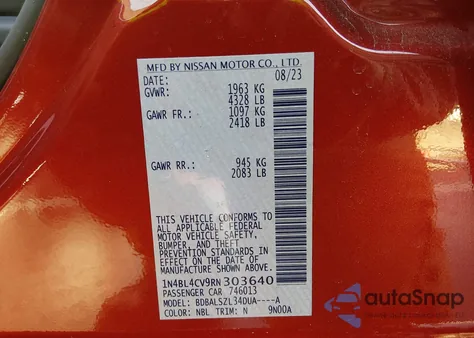 MFD BY NISSAN MOTOR CO., LTD.
DATE: 08/23
GVWR: 1963 KG
4328 LB
GAWR FR.: 1097 KG
2418 LB
GAWR RR.: 945 KG
2083 LB
THIS VEHICLE CONFORMS TO
ALL APPLICABLE FEDERAL
MOTOR VEHICLE SAFETY,
BUMPER, AND THEFT
PREVENTION STANDARDS IN
EFFECT ON THE DATE OF
MANUFACTURE SHOWN ABOVE.
1N4BL4CV9RN303640
PASSENGER CAR 746013
MODEL: BDBALSZL34DUA----A
COLOR: NBL TRIM: N 9N00A
autoSnap